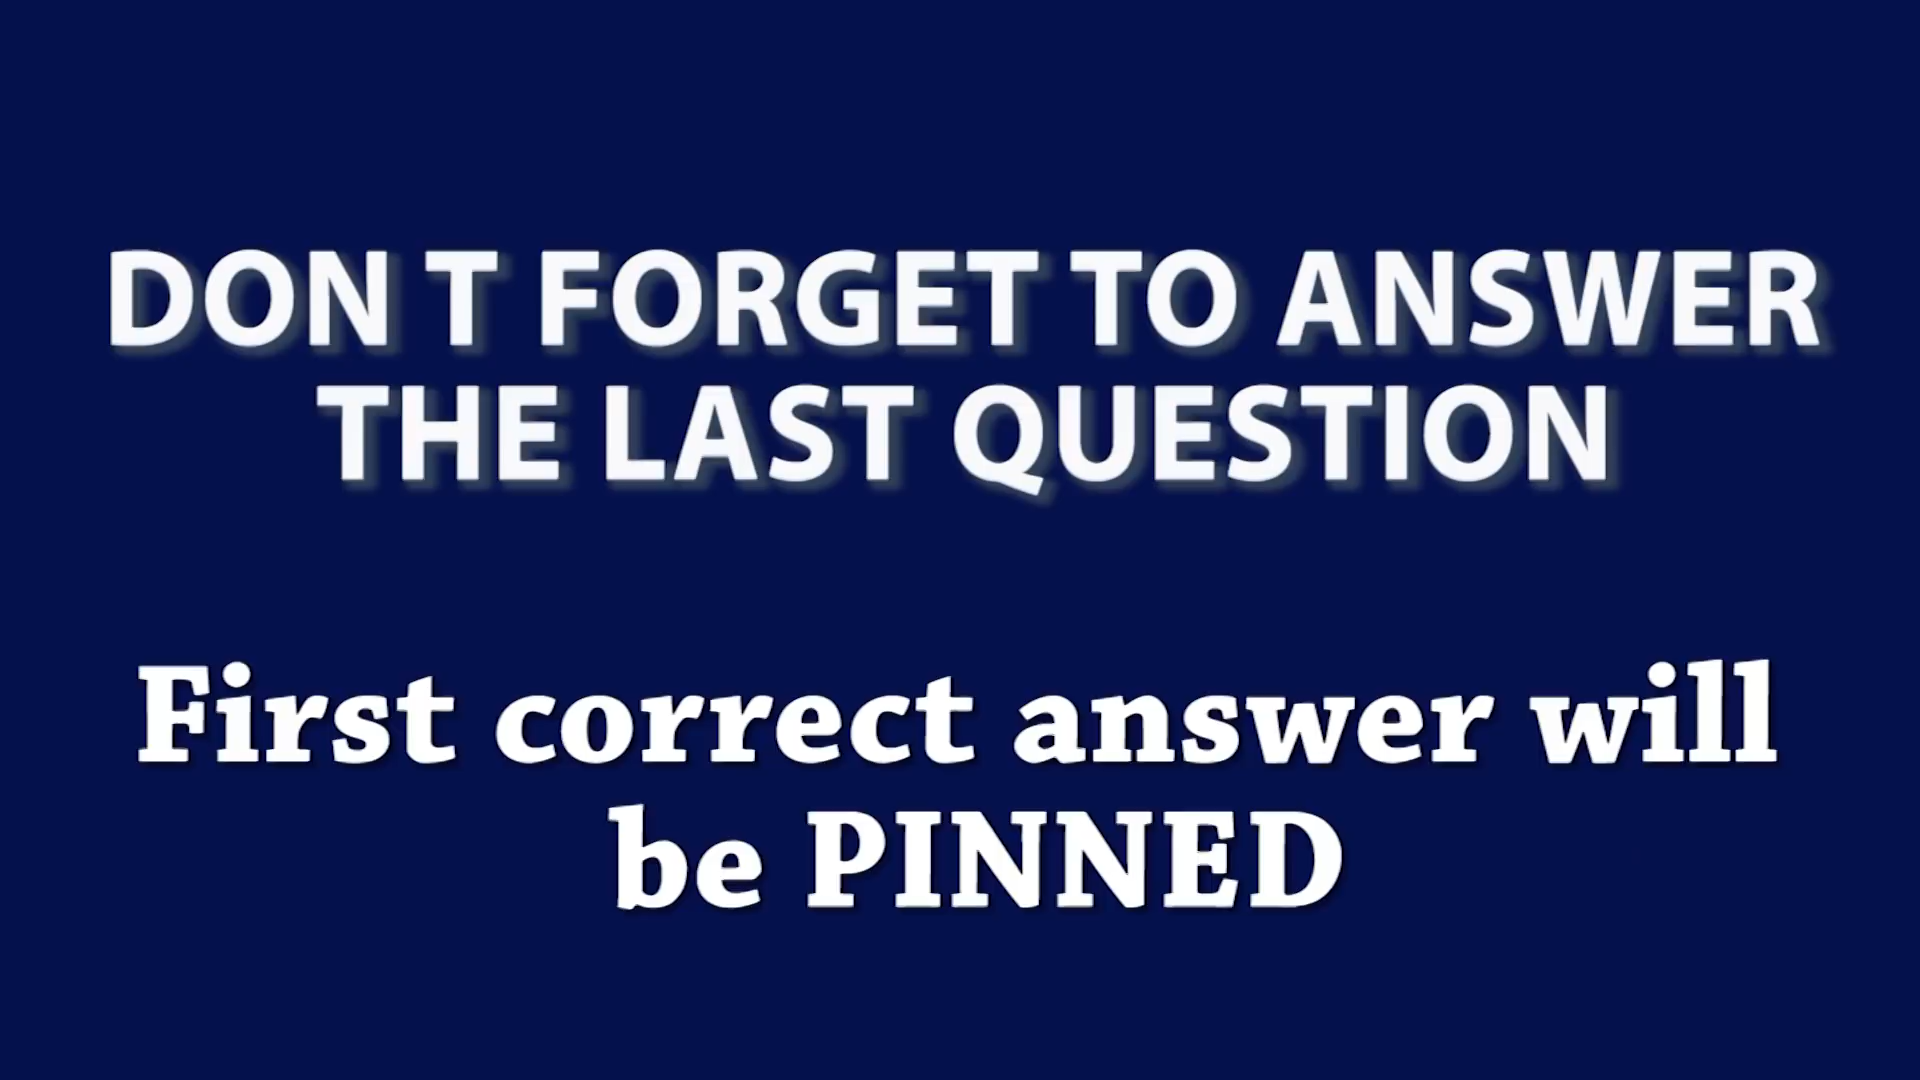 DON T FORGET TO ANSWER
THE LAST QUESTION
First correct answer will
be PINNED